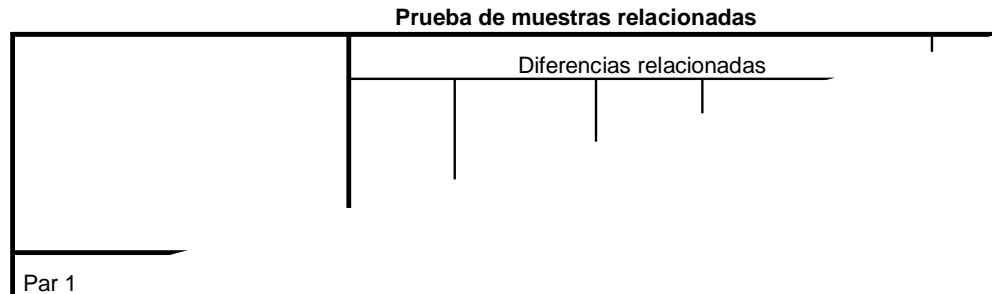 Prueba de muestras relacionadas
Diferencias relacionadas
Par 1